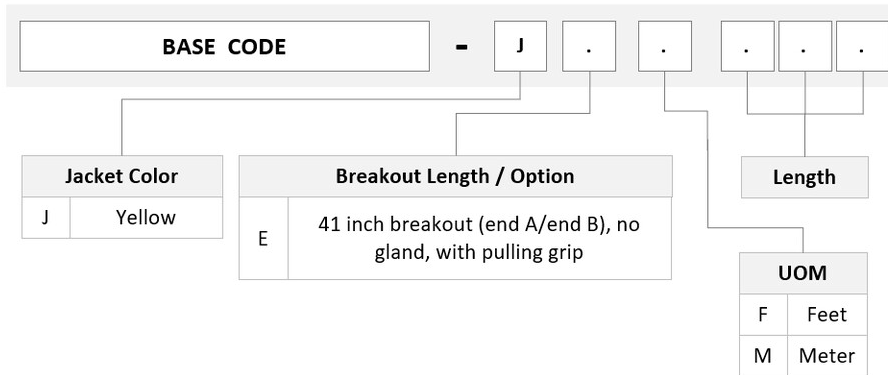 BASE CODE - J . . . . .
Jacket Color
J Yellow
Breakout Length / Option
E 41 inch breakout (end A/end B), no
gland, with pulling grip
Length
UOM
F Feet
M Meter